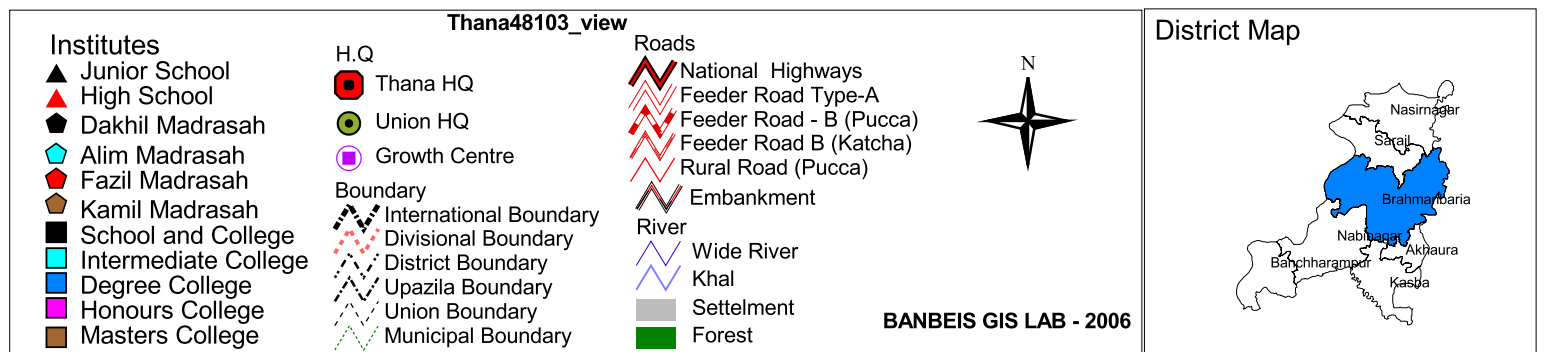 Thana48103_view
Institutes
Junior School
High School
Dakhil Madrasah
Alim Madrasah
Fazil Madrasah
Kamil Madrasah
School and College
Intermediate College
Degree College
Honours College
Masters College
H.Q
Thana HQ
Union HQ
Growth Centre
Boundary
International Boundary
Divisional Boundary
District Boundary
Upazila Boundary
Union Boundary
Municipal Boundary
Roads
National Highways
Feeder Road Type-A
Feeder Road - B (Pucca)
Feeder Road B (Katcha)
Rural Road (Pucca)
Embankment
River
Wide River
Khal
Settelment
Forest
N
BANBEIS GIS LAB - 2006
District Map
Nasirnagar
Sarail
Brahmanbaria
Nabinagar
Akhaura
Banchharampur
Kasba